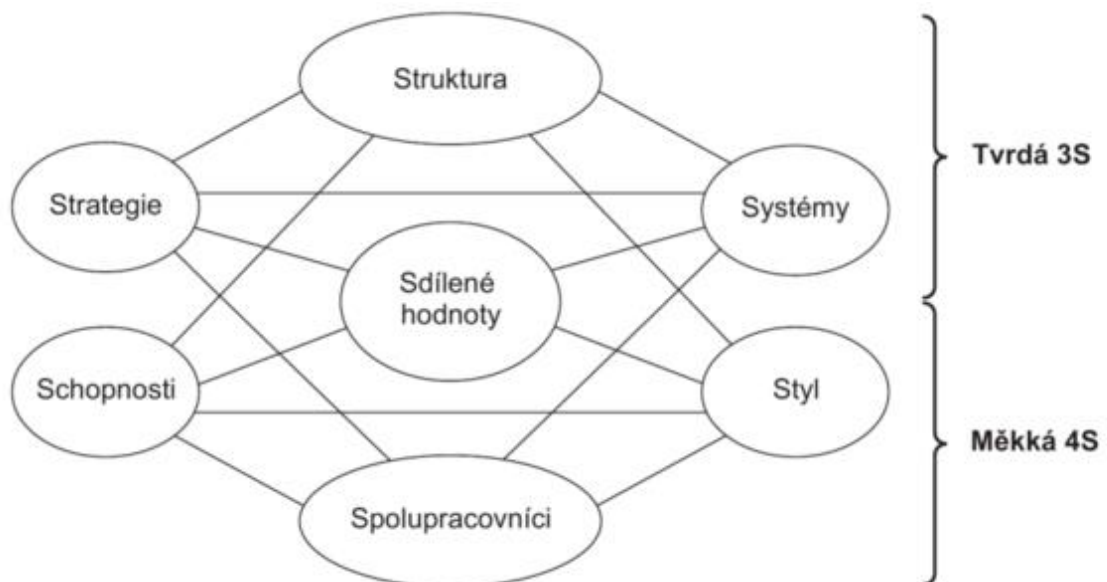 Struktura
Tvrdá 3S
Strategie
Systémy
Sdílené
hodnoty
Schopnosti
Styl
Měkká 4S
Spolupracovníci